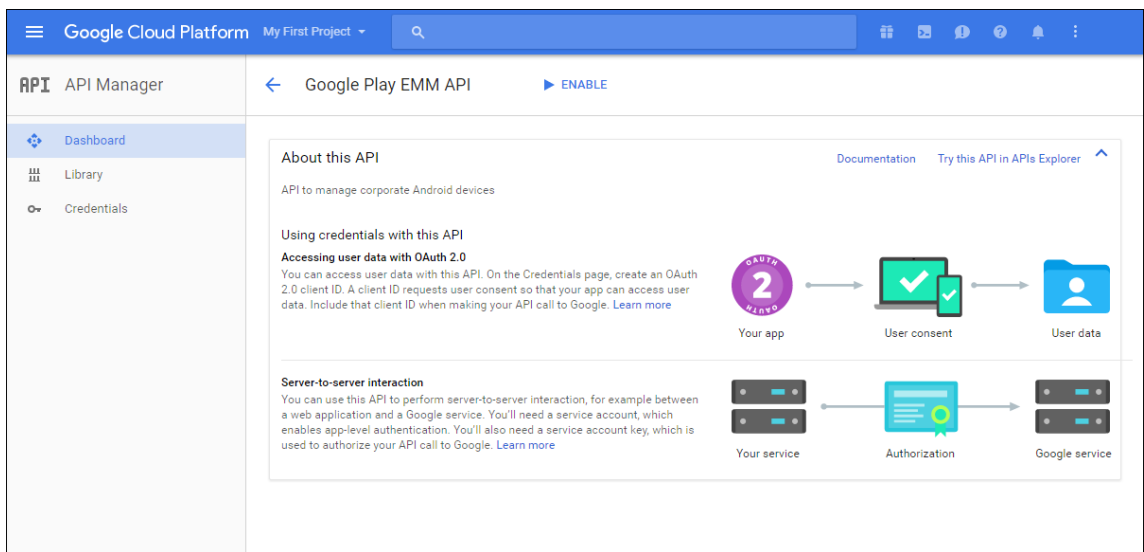 Google Cloud Platform My First Project
API API Manager
Google Play EMM API ENABLE
Dashboard
Library
Credentials
About this API
Documentation Try this API in APIs Explorer
API to manage corporate Android devices
Using credentials with this API
Accessing user data with OAuth 2.0
You can access user data with this API. On the Credentials page, create an OAuth
2.0 client ID. A client ID requests user consent so that your app can access user
data. Include that client ID when making your API call to Google. Learn more
OAUTH
2
OAUTH
Your app
User consent
User data
Server-to-server interaction
You can use this API to perform server-to-server interaction, for example between
a web application and a Google service. You'll need a service account, which
enables app-level authentication. You'll also need a service account key, which is
used to authorize your API call to Google. Learn more
Your service
Authorization
Google service